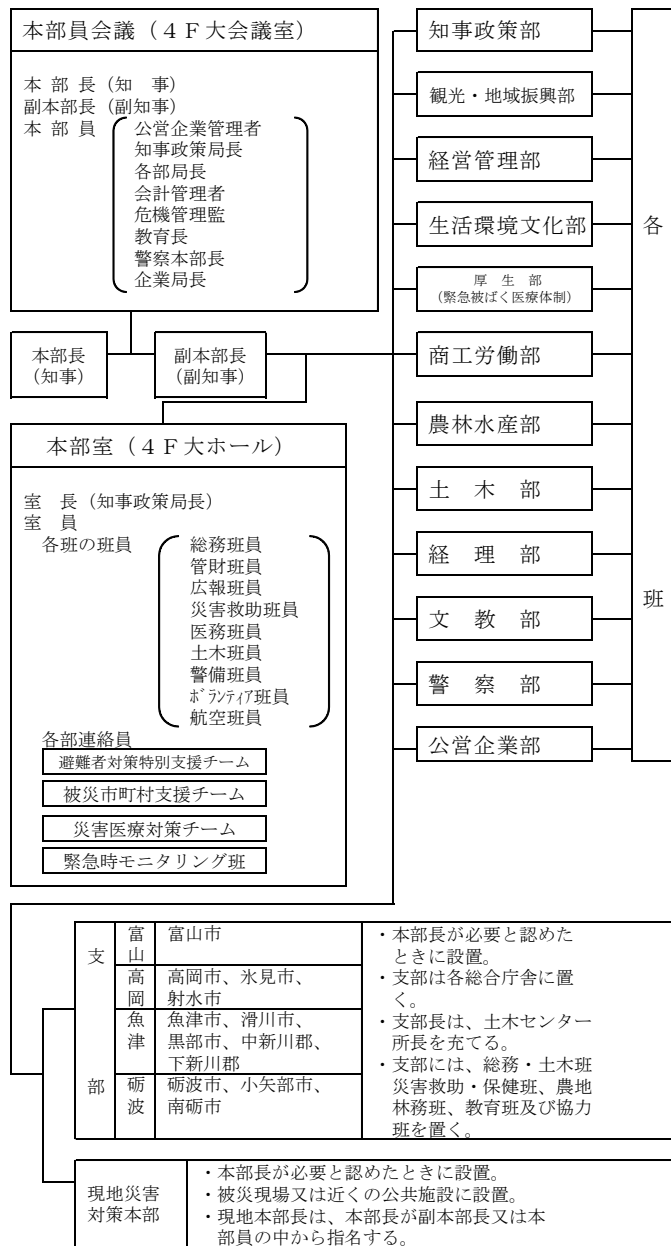 本部員会議（４Ｆ大会議室）
本 部 長（知　事）
副本部長（副知事）
本 部 員
公営企業管理者
知事政策局長
各部局長
会計管理者
危機管理監
教育長
警察本部長
企業局長
本部長
（知事）
副本部長
（副知事）
本部室（４Ｆ大ホール）
室　長（知事政策局長）
室　員
各班の班員
総務班員
管財班員
広報班員
災害救助班員
医務班員
土木班員
警備班員
ﾎﾞﾗﾝﾃｨｱ班員
航空班員
各部連絡員
避難者対策特別支援チーム
被災市町村支援チーム
災害医療対策チーム
緊急時モニタリング班
知事政策部
観光・地域振興部
経営管理部
生活環境文化部
厚　生　部
（緊急被ばく医療体制）
商工労働部
農林水産部
土　木　部
経　理　部
文　教　部
警　察　部
公営企業部
各
班
支
部
富
山
富山市
高
岡
高岡市、氷見市、
射水市
魚
津
魚津市、滑川市、
黒部市、中新川郡、
下新川郡
砺
波
砺波市、小矢部市、
南砺市
・本部長が必要と認めた
ときに設置。
・支部は各総合庁舎に置
く。
・支部長は、土木センター
所長を充てる。
・支部には、総務・土木班
災害救助・保健班、農地
林務班、教育班及び協力
班を置く。
現地災害
対策本部
・本部長が必要と認めたときに設置。
・被災現場又は近くの公共施設に設置。
・現地本部長は、本部長が副本部長又は本
部員の中から指名する。